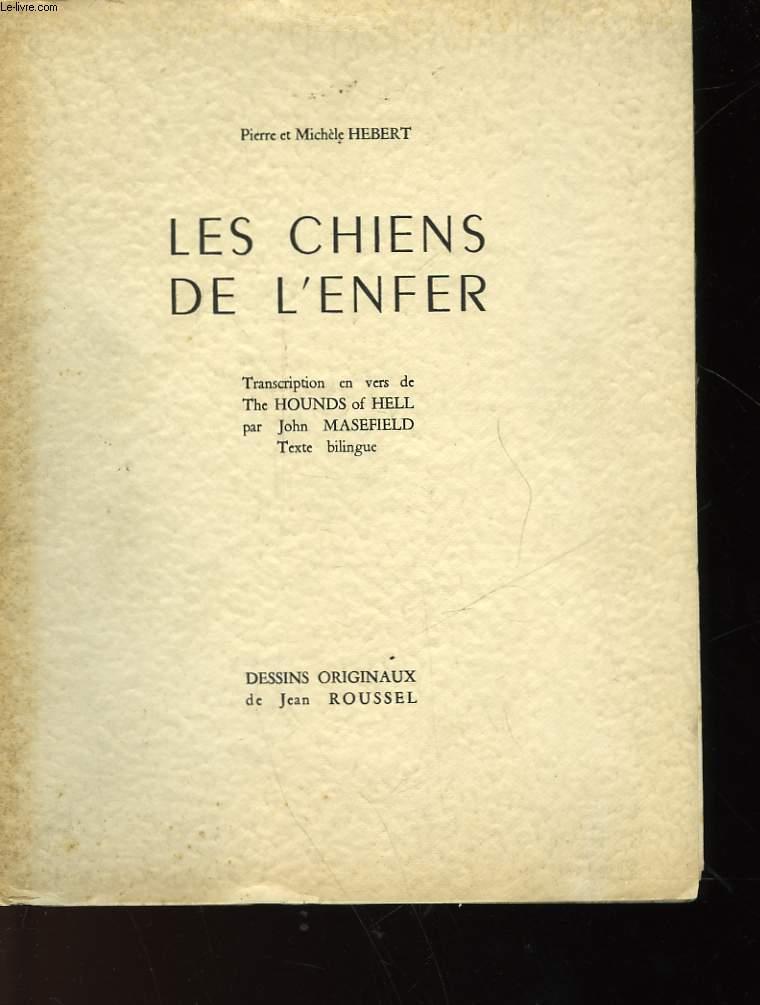 Le-livre.com
Pierre et Michèle HEBERT
LES CHIENS
DE L'ENFER
Transcription en vers de
The HOUNDS of HELL
par John MASEFIELD
Texte bilingue
DESSINS ORIGINAUX
de Jean ROUSSEL